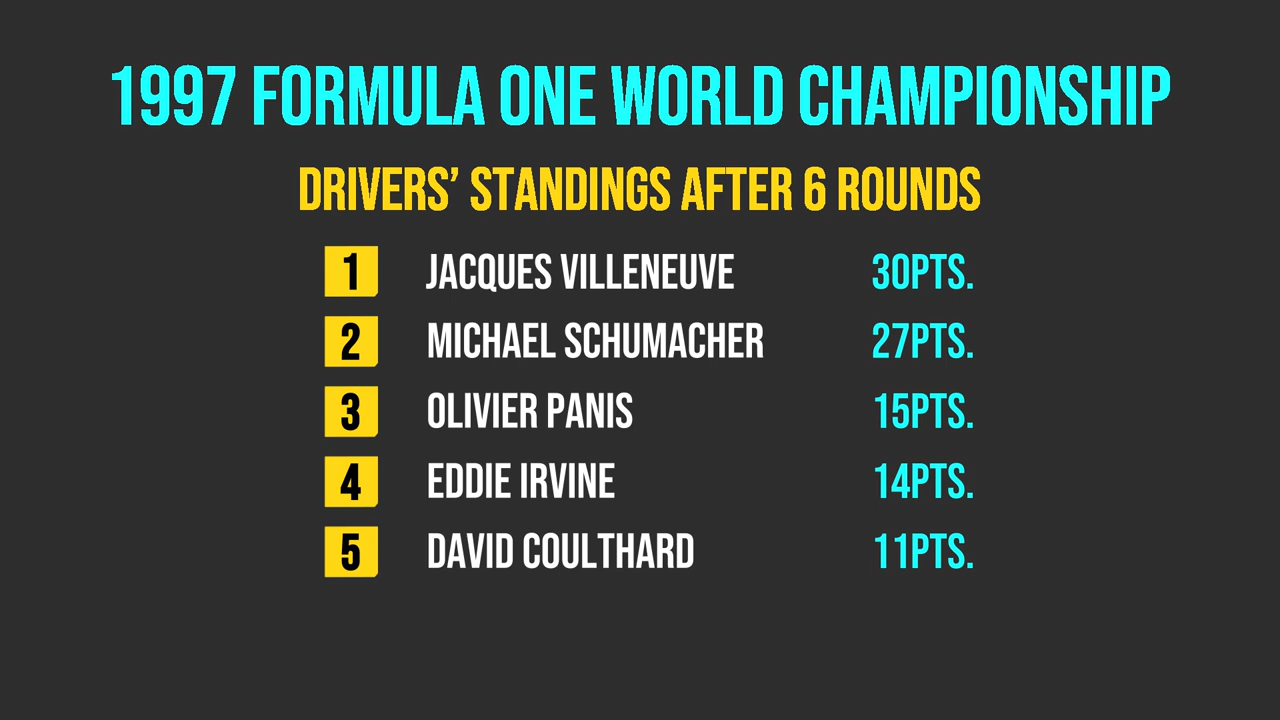 1997 FORMULA ONE WORLD CHAMPIONSHIP
DRIVERS’ STANDINGS AFTER 6 ROUNDS
1 JACQUES VILLENEUVE 30PTS.
2 MICHAEL SCHUMACHER 27PTS.
3 OLIVIER PANIS 15PTS.
4 EDDIE IRVINE 14PTS.
5 DAVID COULTHARD 11PTS.